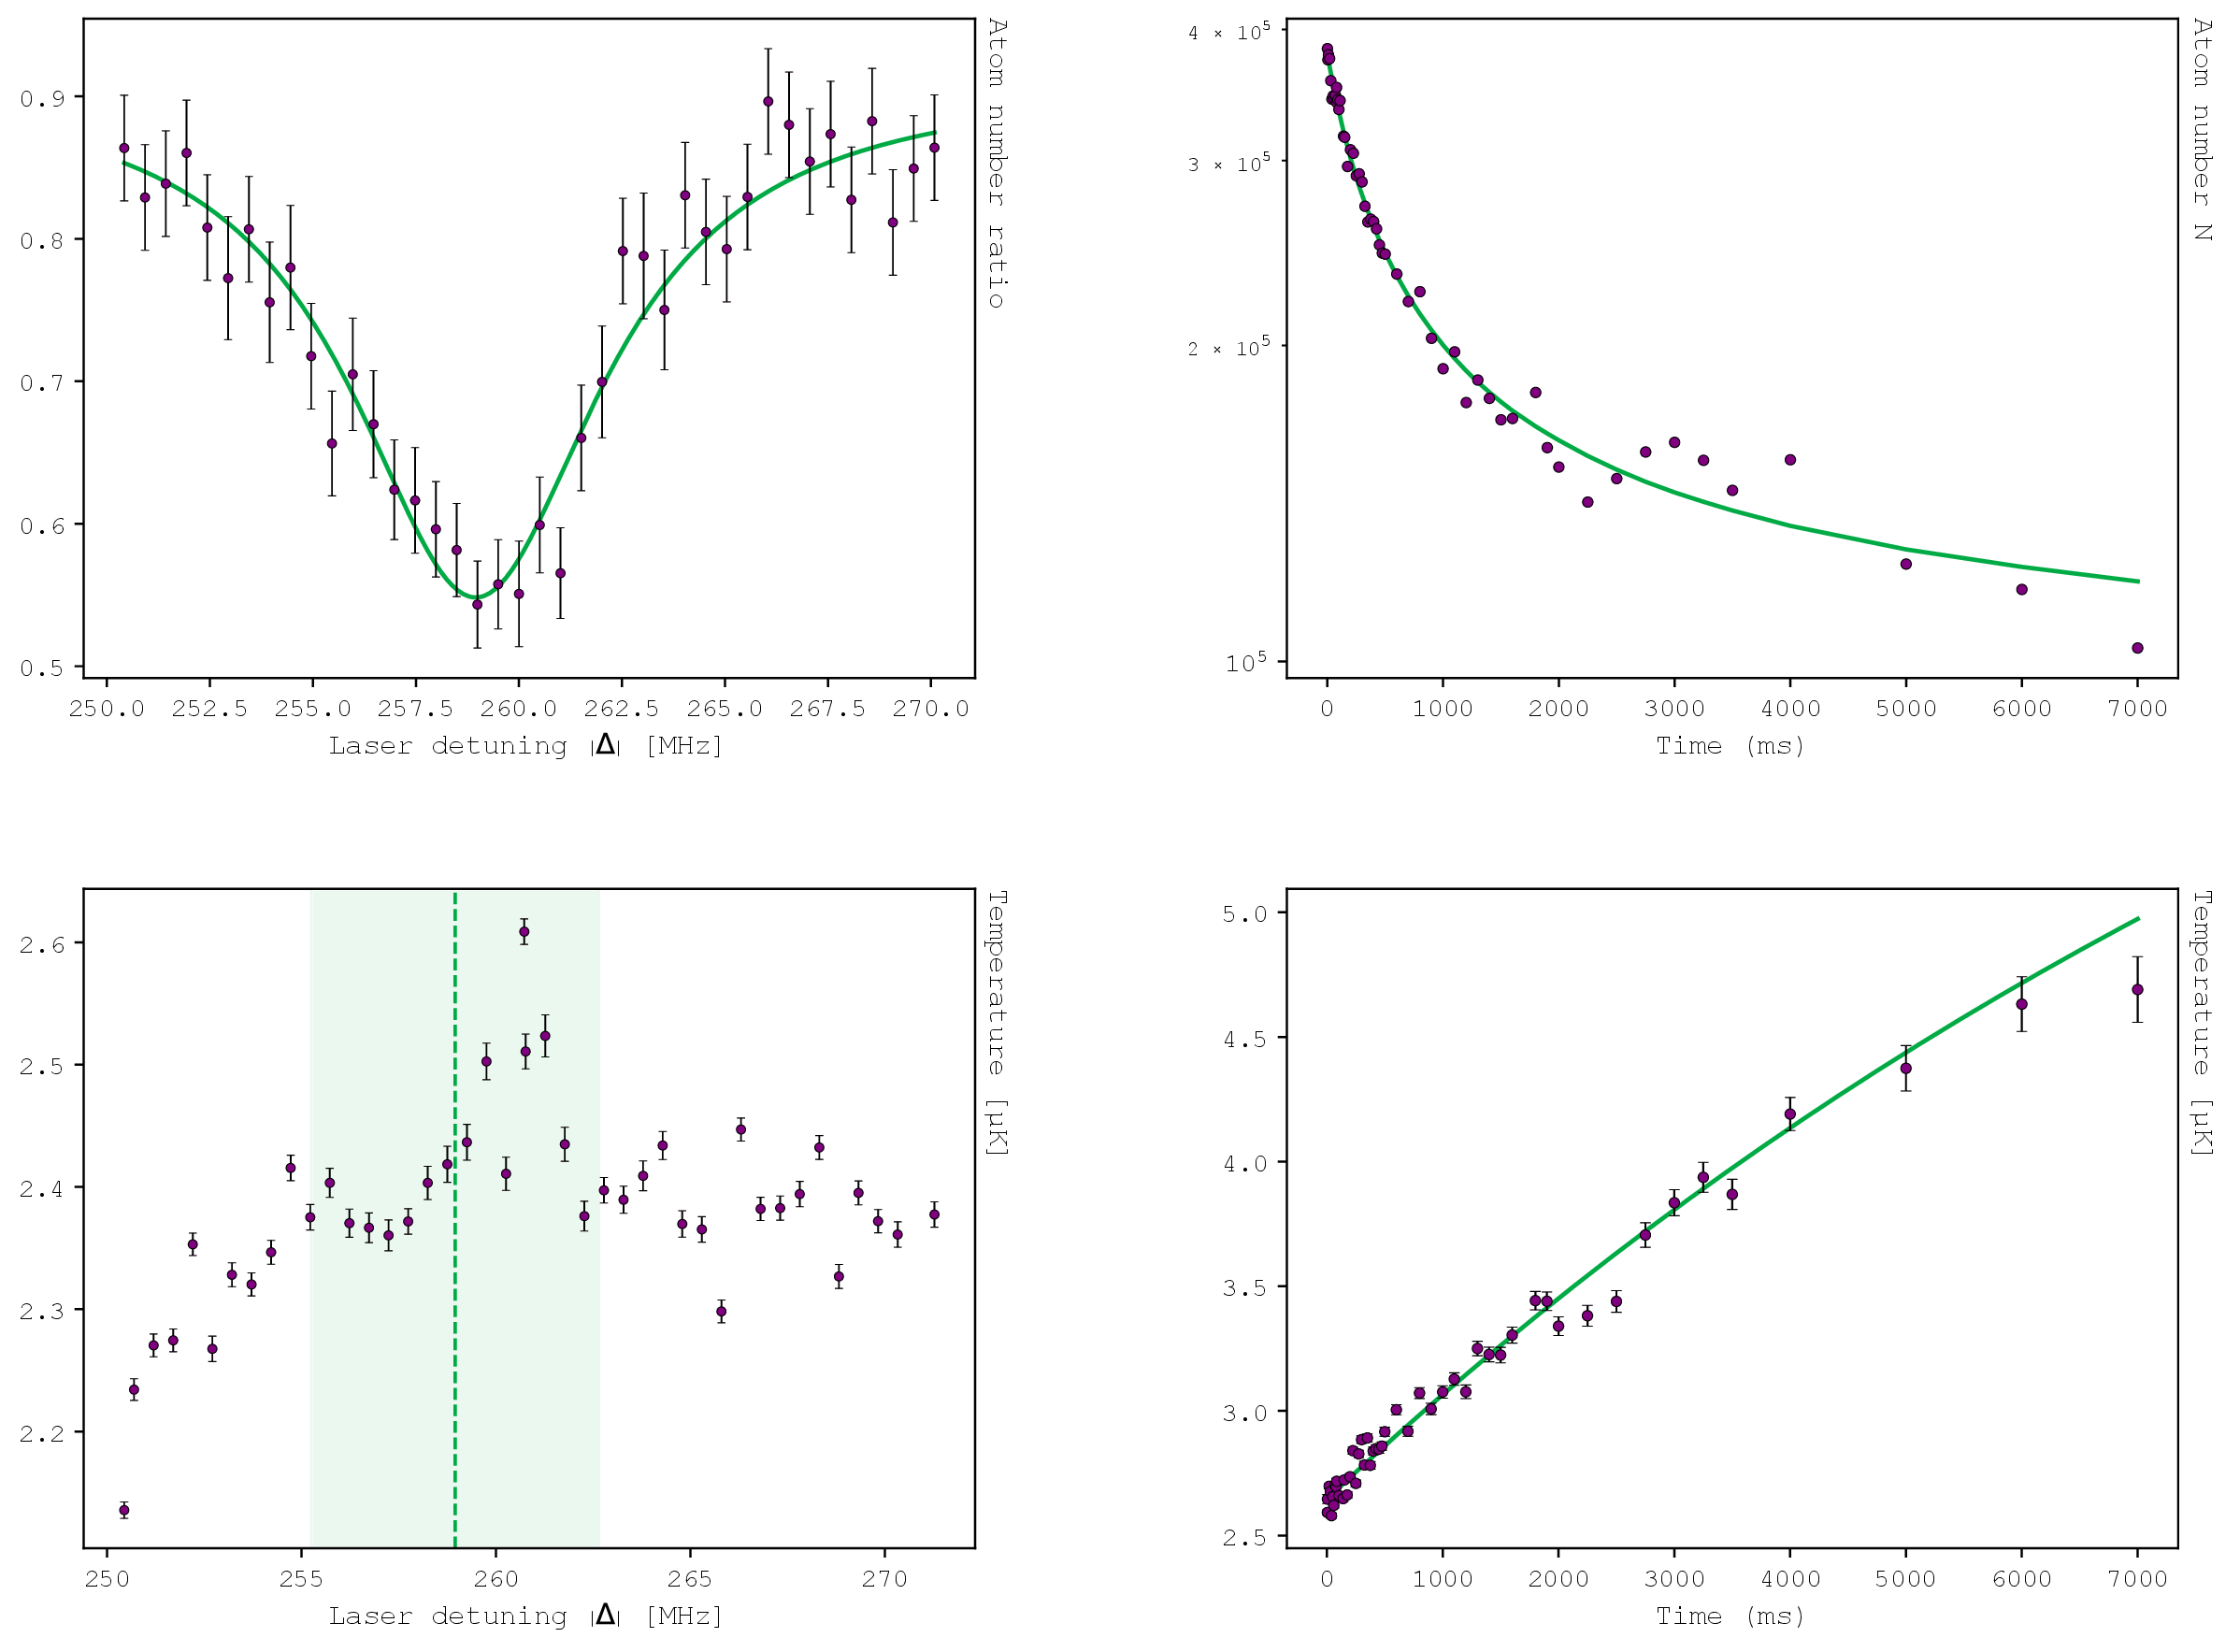 0.9
0.8
0.7
0.6
0.5
250.0 252.5 255.0 257.5 260.0 262.5 265.0 267.5 270.0
Laser detuning |Δ| [MHz]
Atom number ratio
4 × 10⁵
3 × 10⁵
2 × 10⁵
10⁵
0 1000 2000 3000 4000 5000 6000 7000
Time (ms)
Atom number N
2.6
2.5
2.4
2.3
2.2
250 255 260 265 270
Laser detuning |Δ| [MHz]
Temperature [μK]
5.0
4.5
4.0
3.5
3.0
2.5
0 1000 2000 3000 4000 5000 6000 7000
Time (ms)
Temperature [μK]